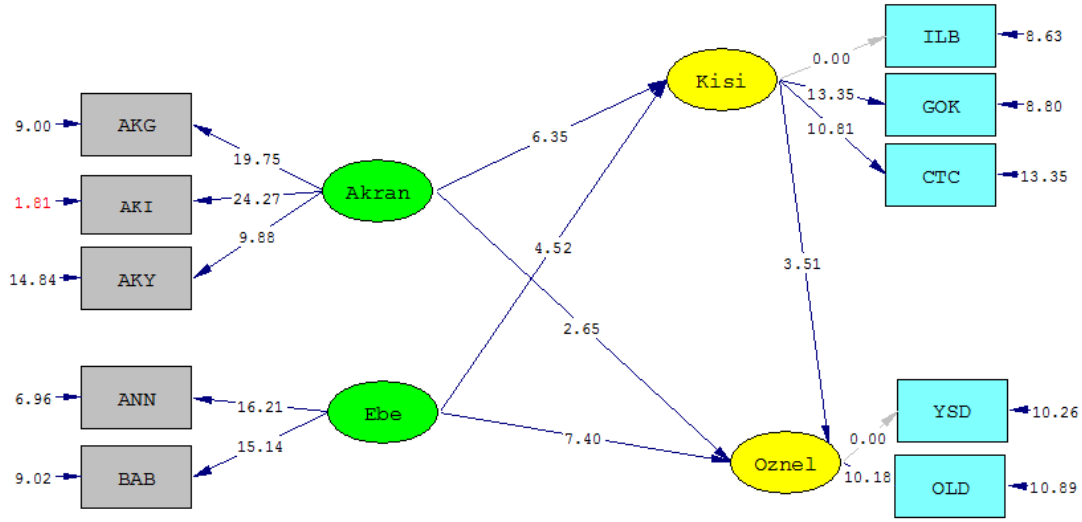 ILB
8.63
0.00
Kisi
13.35
GOK
8.80
10.81
CTC
13.35
9.00
AKG
19.75
6.35
1.81
AKI
24.27
Akran
9.88
14.84
AKY
4.52
3.51
2.65
6.96
ANN
16.21
Ebe
15.14
7.40
9.02
BAB
0.00
YSD
10.26
Oznel
10.18
OLD
10.89